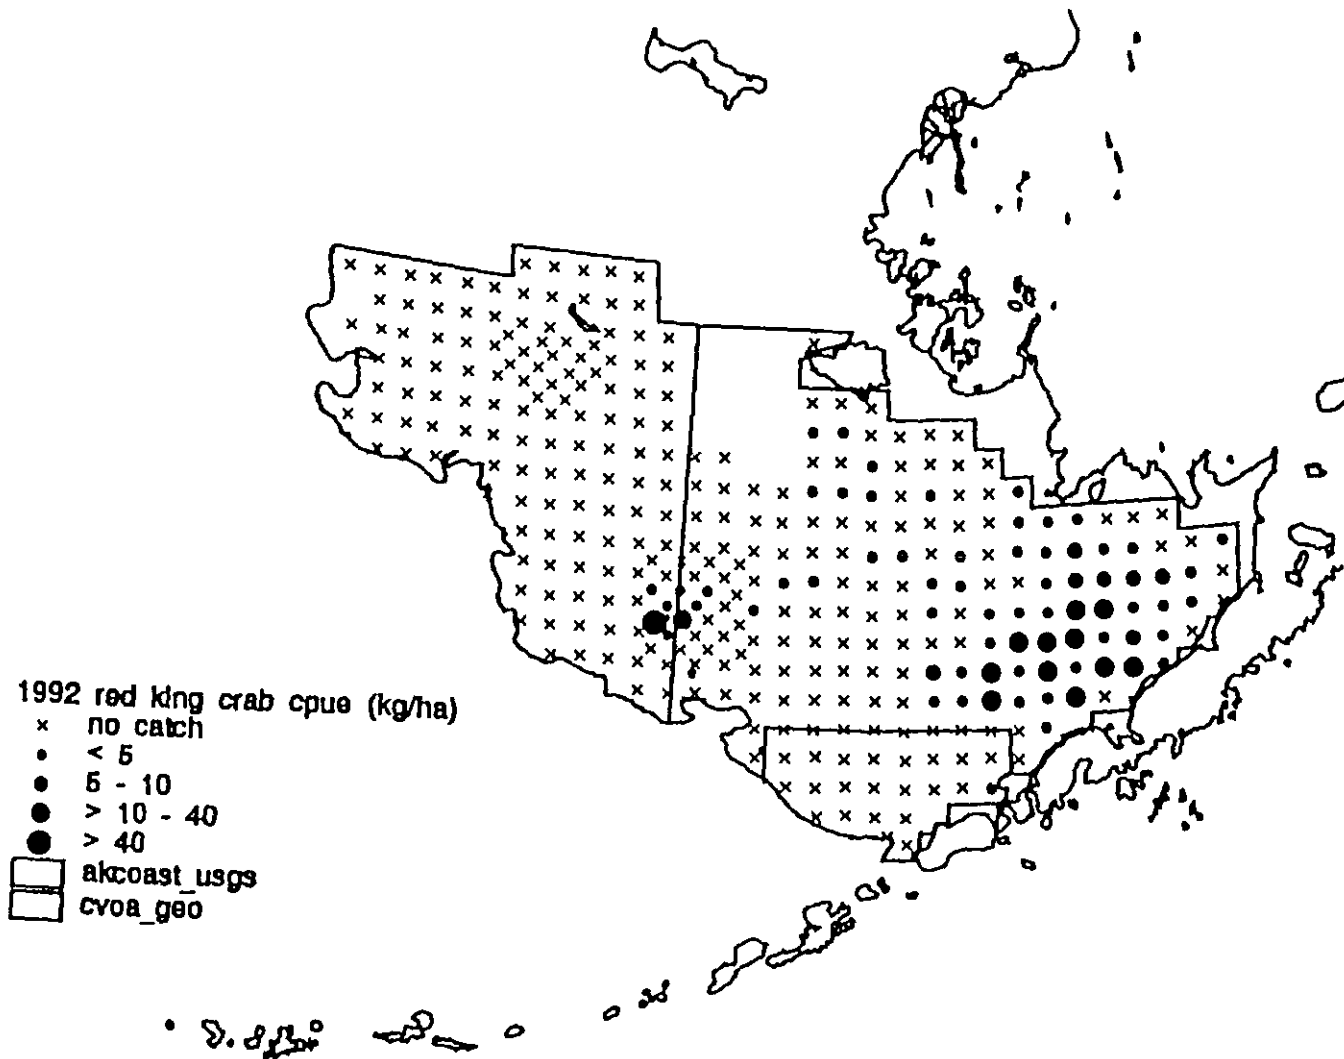 1992 red king crab cpue (kg/ha)
× no catch
< 5
5 - 10
> 10 - 40
> 40
akcoast_usgs
cvoa_geo